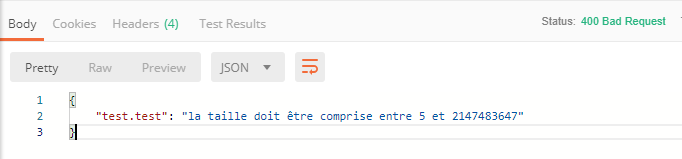 Body Cookies Headers (4) Test Results Status: 400 Bad Request
Pretty Raw Preview JSON
1 {
2 "test.test": "la taille doit être comprise entre 5 et 2147483647"
3 }